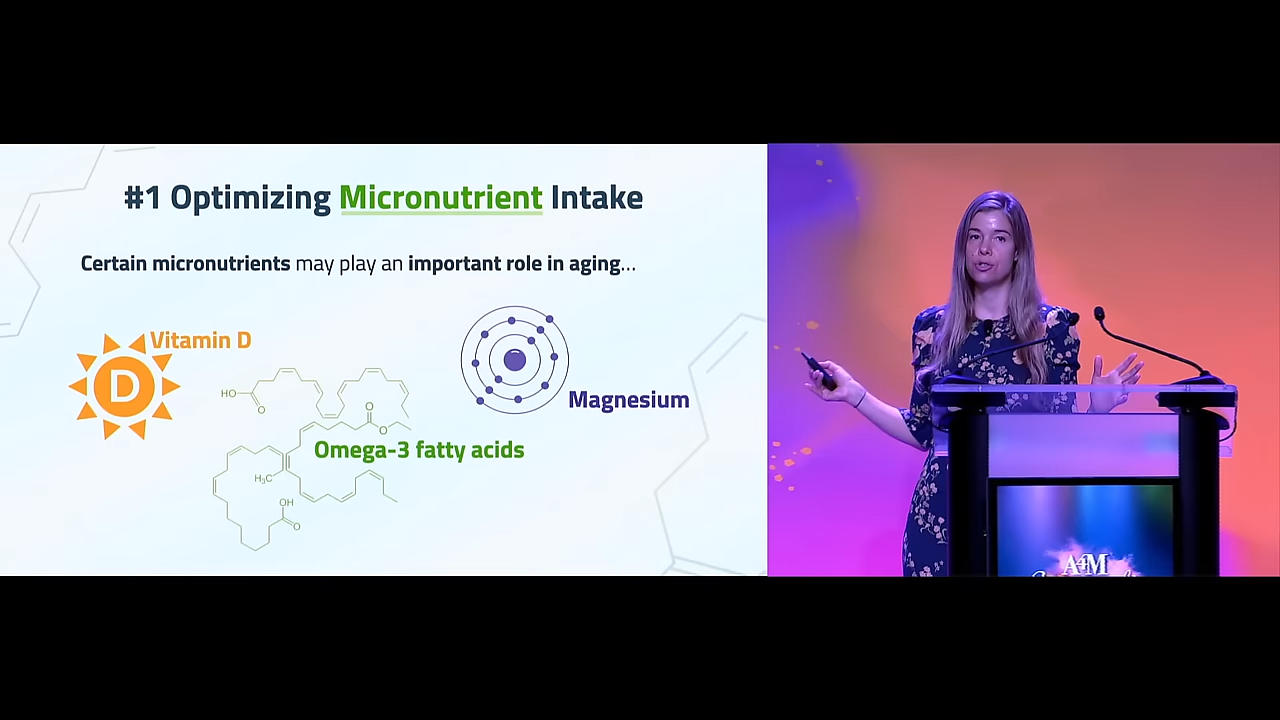 #1 Optimizing Micronutrient Intake
Certain micronutrients may play an important role in aging...
Vitamin D
D
HO
O
Magnesium
O
O
Omega-3 fatty acids
H₃C
OH
O
A4M